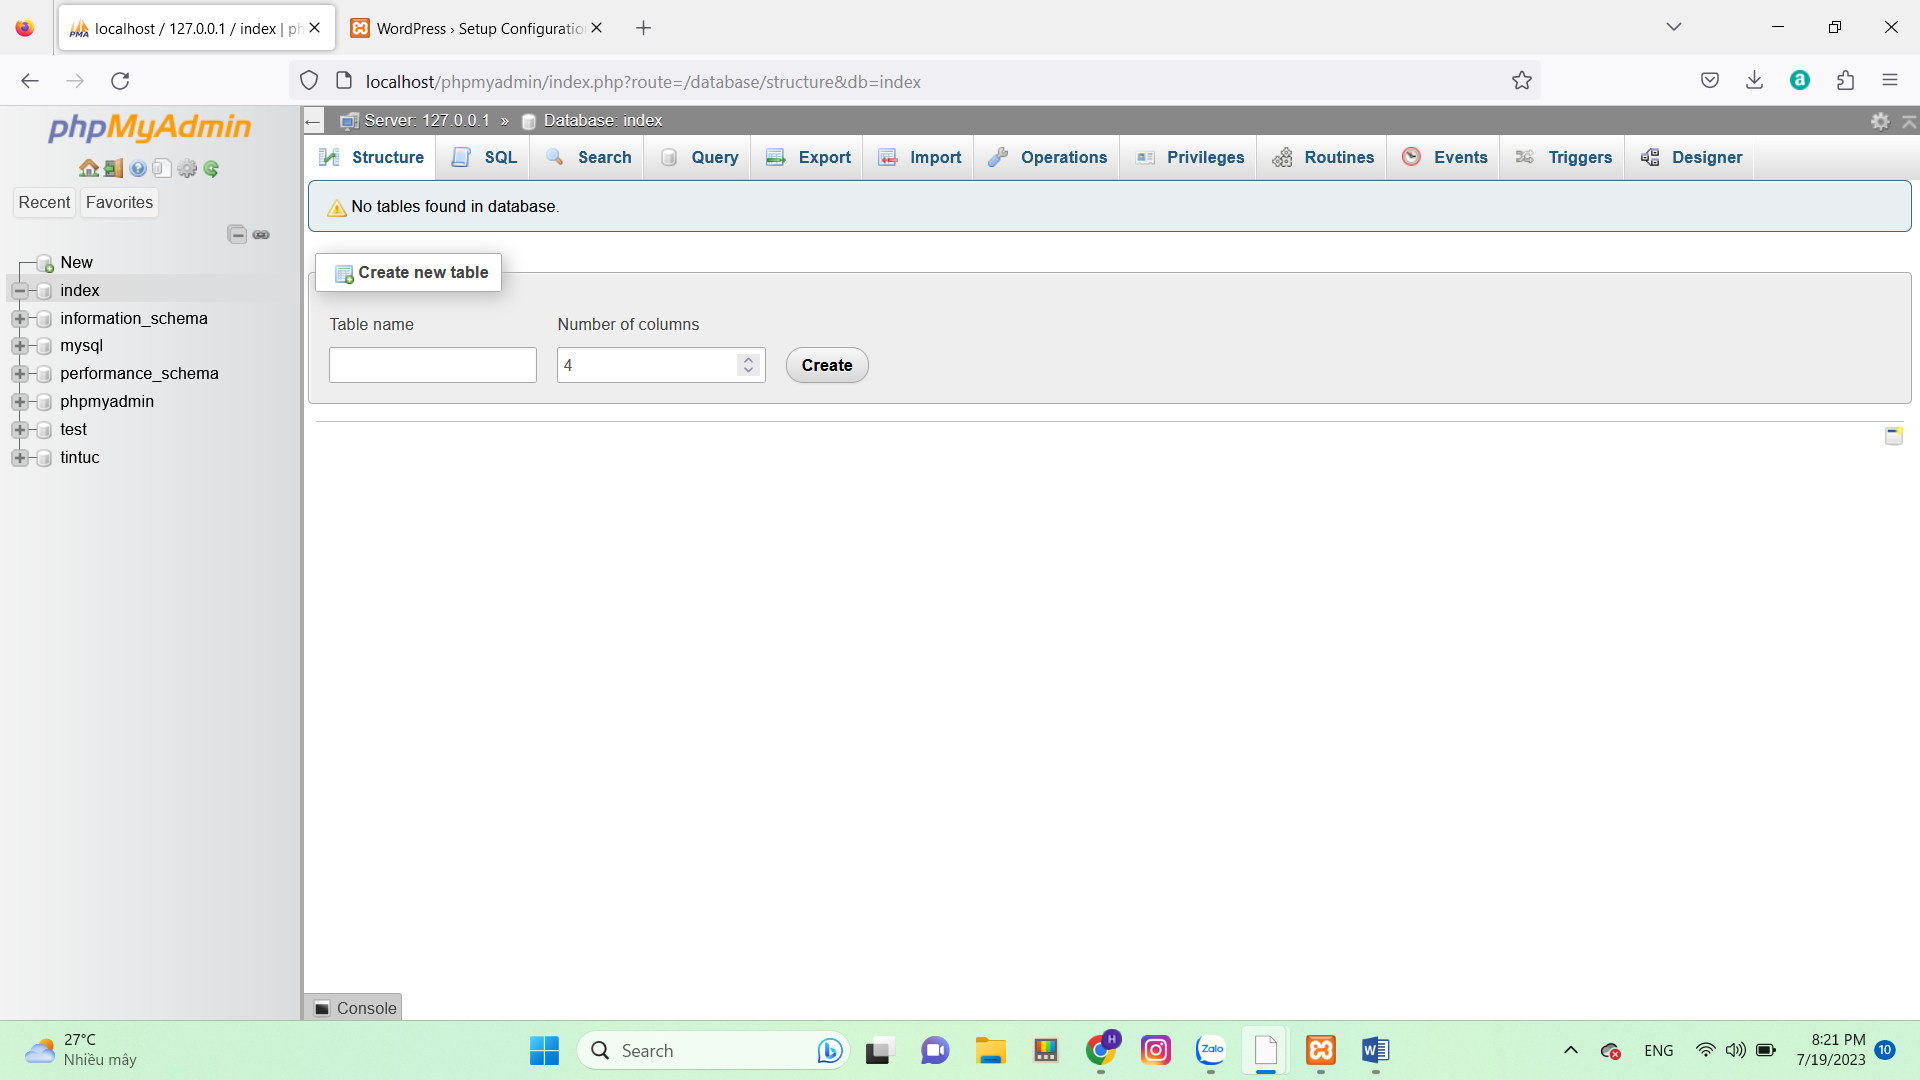 localhost / 127.0.0.1 / index | ph
WordPress › Setup Configuratio
localhost/phpmyadmin/index.php?route=/database/structure&db=index
phpMyAdmin
Recent Favorites
New
index
information_schema
mysql
performance_schema
phpmyadmin
test
tintuc
Server: 127.0.0.1 » Database: index
Structure SQL Search Query Export Import Operations Privileges Routines Events Triggers Designer
No tables found in database.
Create new table
Table name Number of columns
4 Create
Console
27°C
Nhiều mây
Search
H
Zalo
ENG
8:21 PM
7/19/2023
10